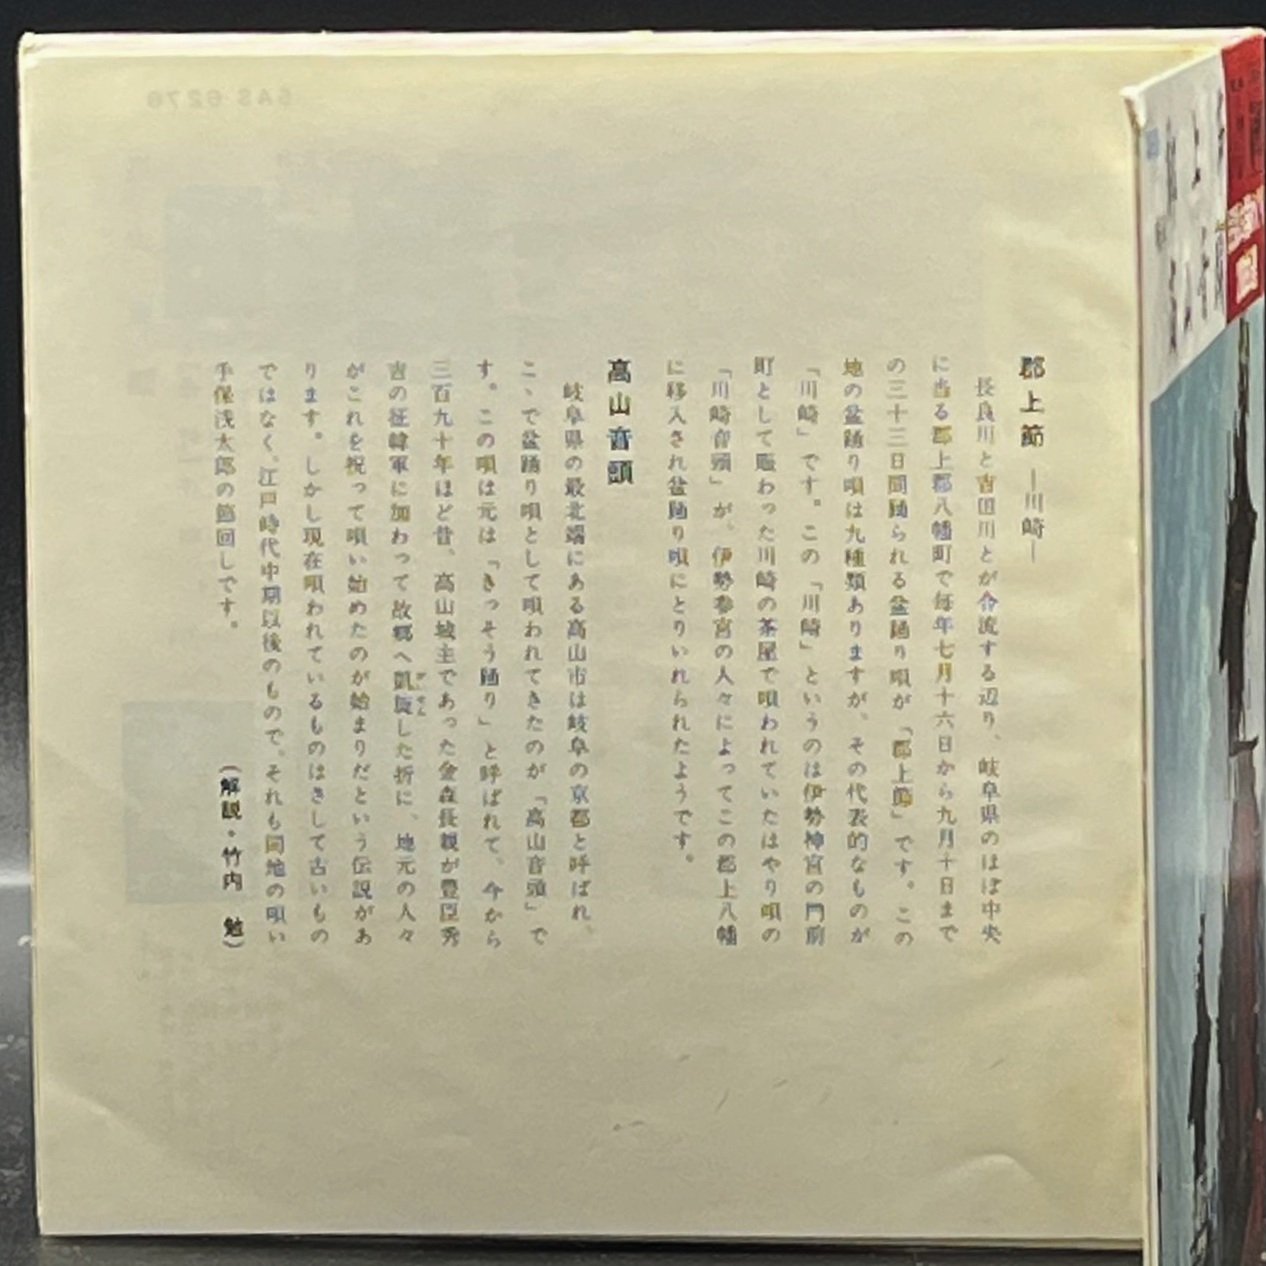 郡上節 ―川崎―
長良川と吉田川とが合流する辺り、岐阜県のほぼ中央
に当る郡上郡八幡町で毎年七月十六日から九月十日まで
の三十三日間踊られる盆踊り唄が「郡上節」です。この
地の盆踊り唄は九種類ありますが、その代表的なものが
「川崎」です。この「川崎」というのは伊勢神宮の門前
町として賑わった川崎の茶屋で唄われていたはやり唄の
「川崎音頭」が、伊勢参宮の人々によってこの郡上八幡
に移入され盆踊り唄にとりいれられたようです。
高山音頭
岐阜県の最北端にある高山市は岐阜の京都と呼ばれ、
こゝで盆踊り唄として唄われてきたのが「高山音頭」で
す。この唄は元は「きっそう踊り」と呼ばれて、今から
三百九十年ほど昔、高山城主であった金森長親が豊臣秀
吉の征韓軍に加わって故郷へ凱旋した折に、地元の人々
がいせん
がこれを祝って唄い始めたのが始まりだという伝説があ
ります。しかし現在唄われているものはさして古いもの
ではなく、江戸時代中期以後のもので、それも同地の唄い
手保浅太郎の節回しです。
(解説・竹内 勉)
SAS 6276